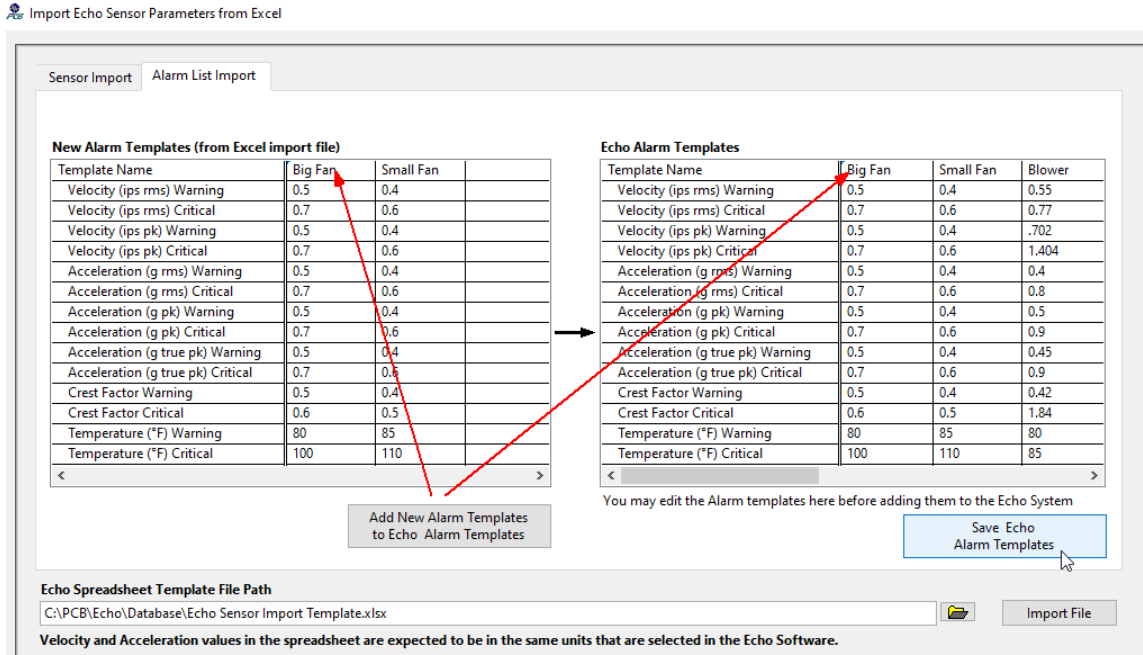 Import Echo Sensor Parameters from Excel
Sensor Import Alarm List Import
New Alarm Templates (from Excel import file)
Template Name Big Fan Small Fan
Velocity (ips rms) Warning 0.5 0.4
Velocity (ips rms) Critical 0.7 0.6
Velocity (ips pk) Warning 0.5 0.4
Velocity (ips pk) Critical 0.7 0.6
Acceleration (g rms) Warning 0.5 0.4
Acceleration (g rms) Critical 0.7 0.6
Acceleration (g pk) Warning 0.5 0.4
Acceleration (g pk) Critical 0.7 0.6
Acceleration (g true pk) Warning 0.5 0.4
Acceleration (g true pk) Critical 0.7 0.6
Crest Factor Warning 0.5 0.4
Crest Factor Critical 0.6 0.5
Temperature (°F) Warning 80 85
Temperature (°F) Critical 100 110
Add New Alarm Templates
to Echo Alarm Templates
Echo Alarm Templates
Template Name Big Fan Small Fan Blower
Velocity (ips rms) Warning 0.5 0.4 0.55
Velocity (ips rms) Critical 0.7 0.6 0.77
Velocity (ips pk) Warning 0.5 0.4 .702
Velocity (ips pk) Critical 0.7 0.6 1.404
Acceleration (g rms) Warning 0.5 0.4 0.4
Acceleration (g rms) Critical 0.7 0.6 0.8
Acceleration (g pk) Warning 0.5 0.4 0.5
Acceleration (g pk) Critical 0.7 0.6 0.9
Acceleration (g true pk) Warning 0.5 0.4 0.45
Acceleration (g true pk) Critical 0.7 0.6 0.9
Crest Factor Warning 0.5 0.4 0.42
Crest Factor Critical 0.6 0.5 1.84
Temperature (°F) Warning 80 85 80
Temperature (°F) Critical 100 110 85
You may edit the Alarm templates here before adding them to the Echo System
Save Echo
Alarm Templates
Echo Spreadsheet Template File Path
C:\PCB\Echo\Database\Echo Sensor Import Template.xlsx
Import File
Velocity and Acceleration values in the spreadsheet are expected to be in the same units that are selected in the Echo Software.